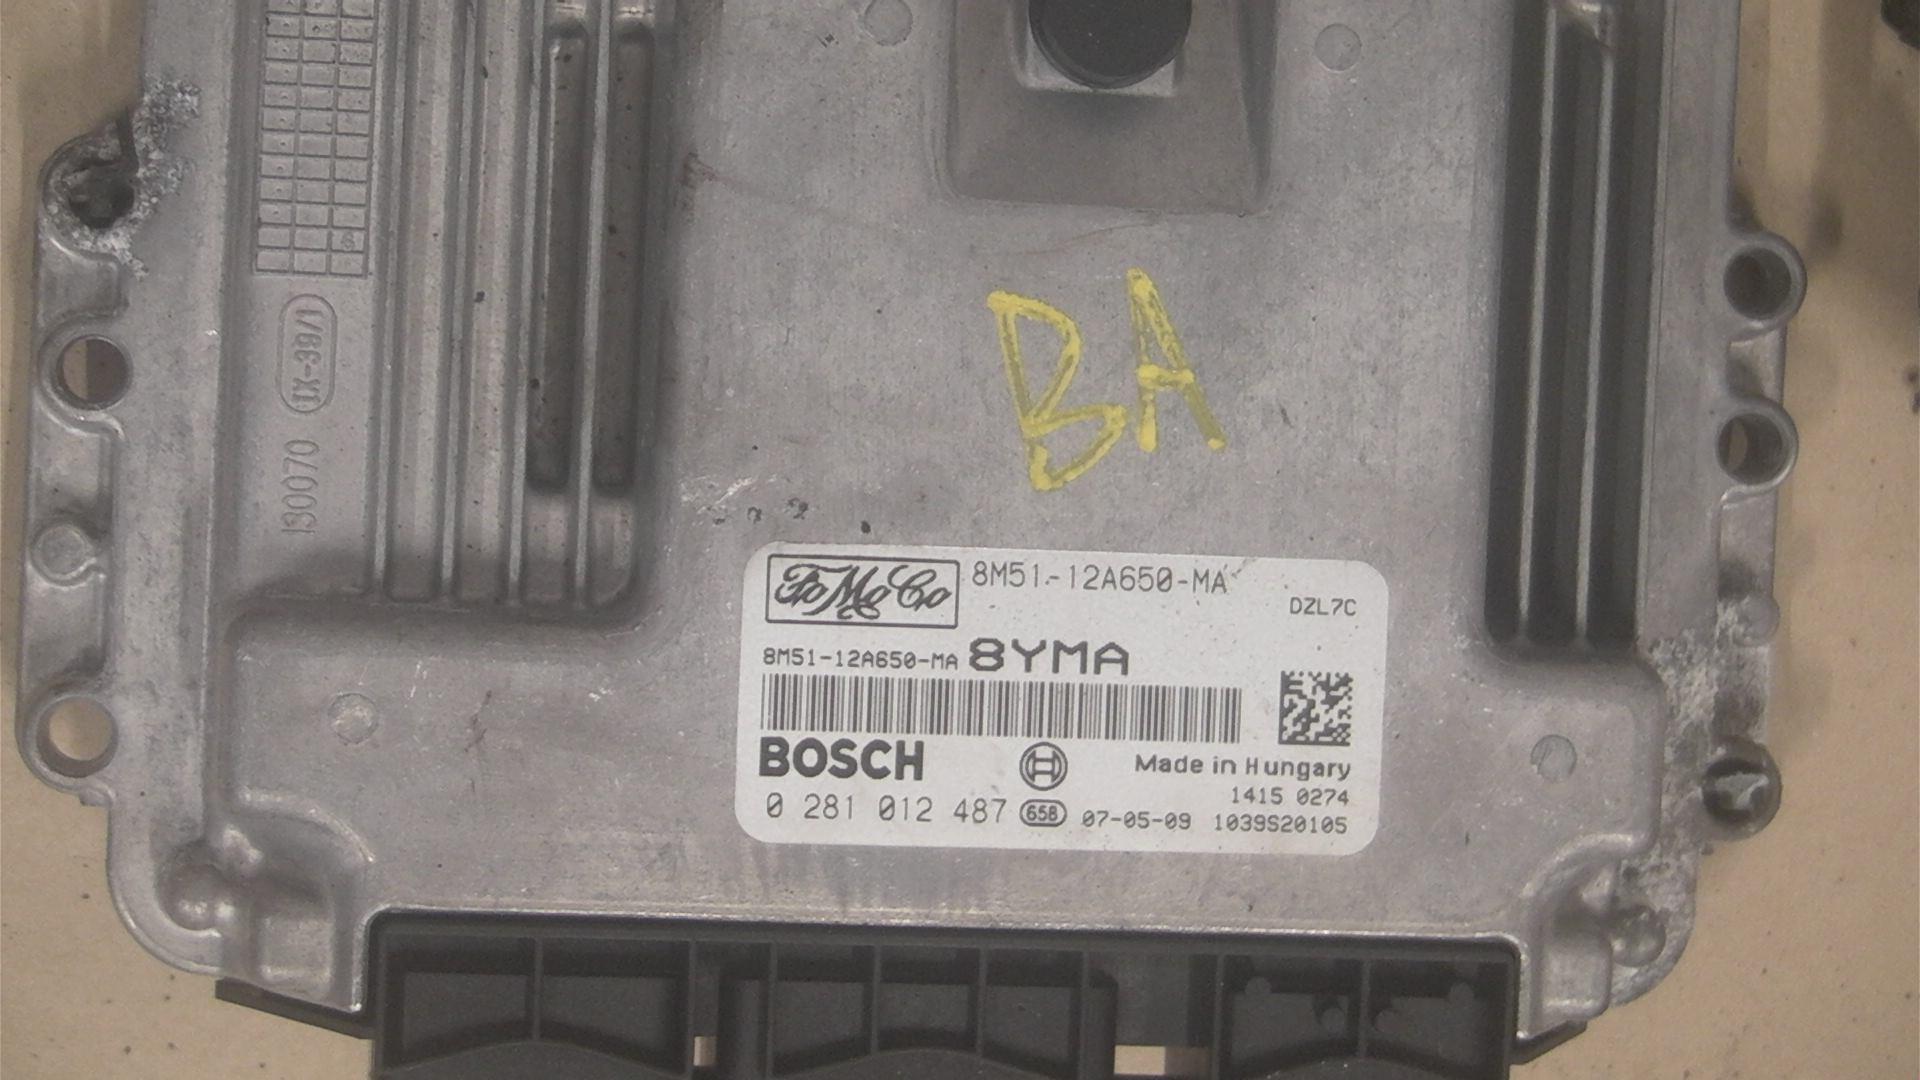 IX-39/1
130070
BA
FoMoCo 8M51-12A650-MA
DZL7C
8M51-12A650-MA 8YMA
BOSCH
Made in Hungary
1415 0274
0 281 012 487 658 07-05-09 1039S20105